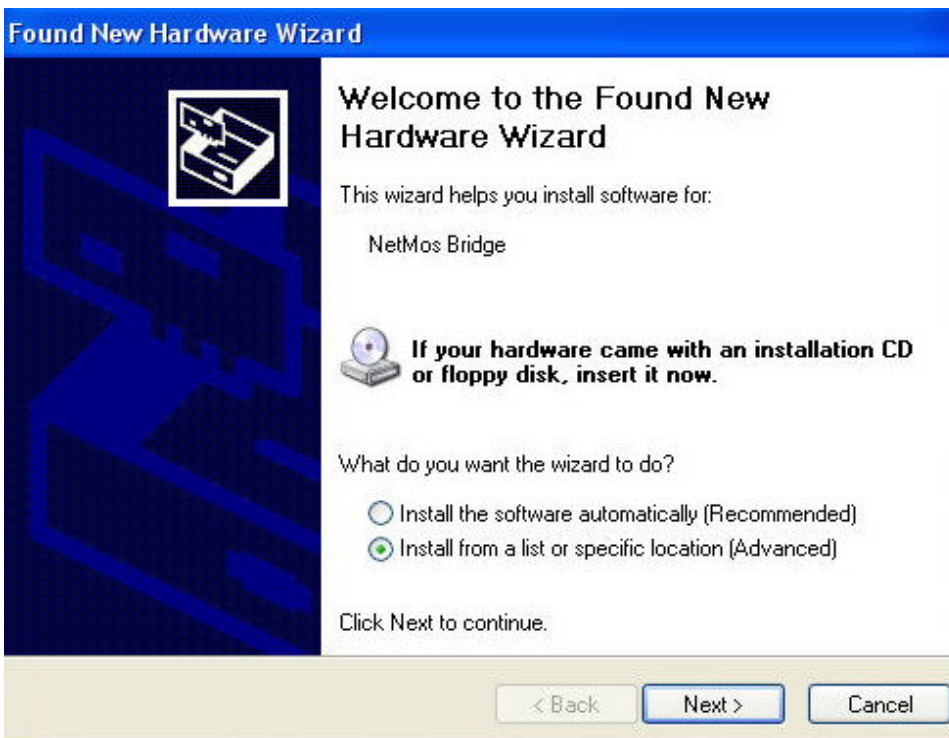 Found New Hardware Wizard
Welcome to the Found New
Hardware Wizard
This wizard helps you install software for:
NetMos Bridge
If your hardware came with an installation CD
or floppy disk, insert it now.
What do you want the wizard to do?
Install the software automatically (Recommended)
Install from a list or specific location (Advanced)
Click Next to continue.
< Back Next > Cancel